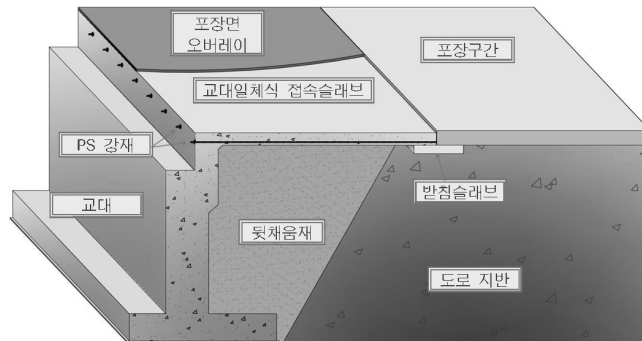 포장면
오버레이
포장구간
교대일체식 접속슬래브
PS 강재
받침슬래브
교대
뒷채움재
도로 지반